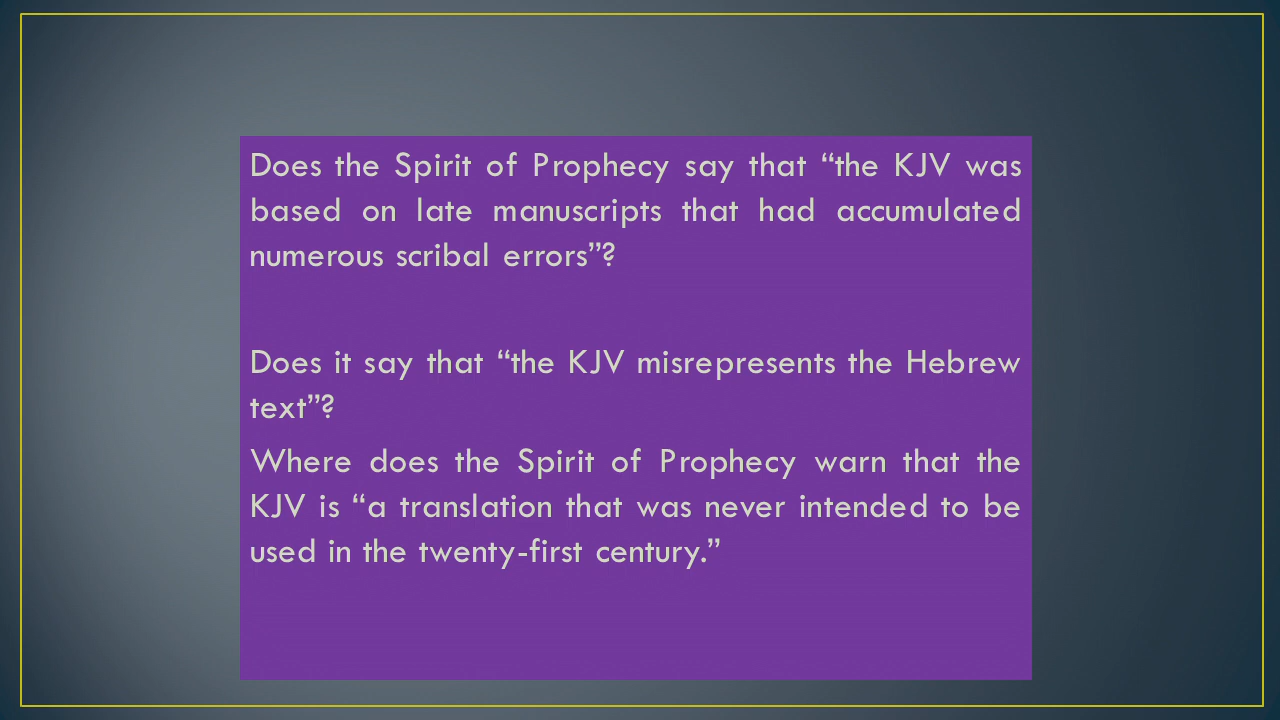 Does the Spirit of Prophecy say that “the KJV was
based on late manuscripts that had accumulated
numerous scribal errors”?
Does it say that “the KJV misrepresents the Hebrew
text”?
Where does the Spirit of Prophecy warn that the
KJV is “a translation that was never intended to be
used in the twenty-first century.”